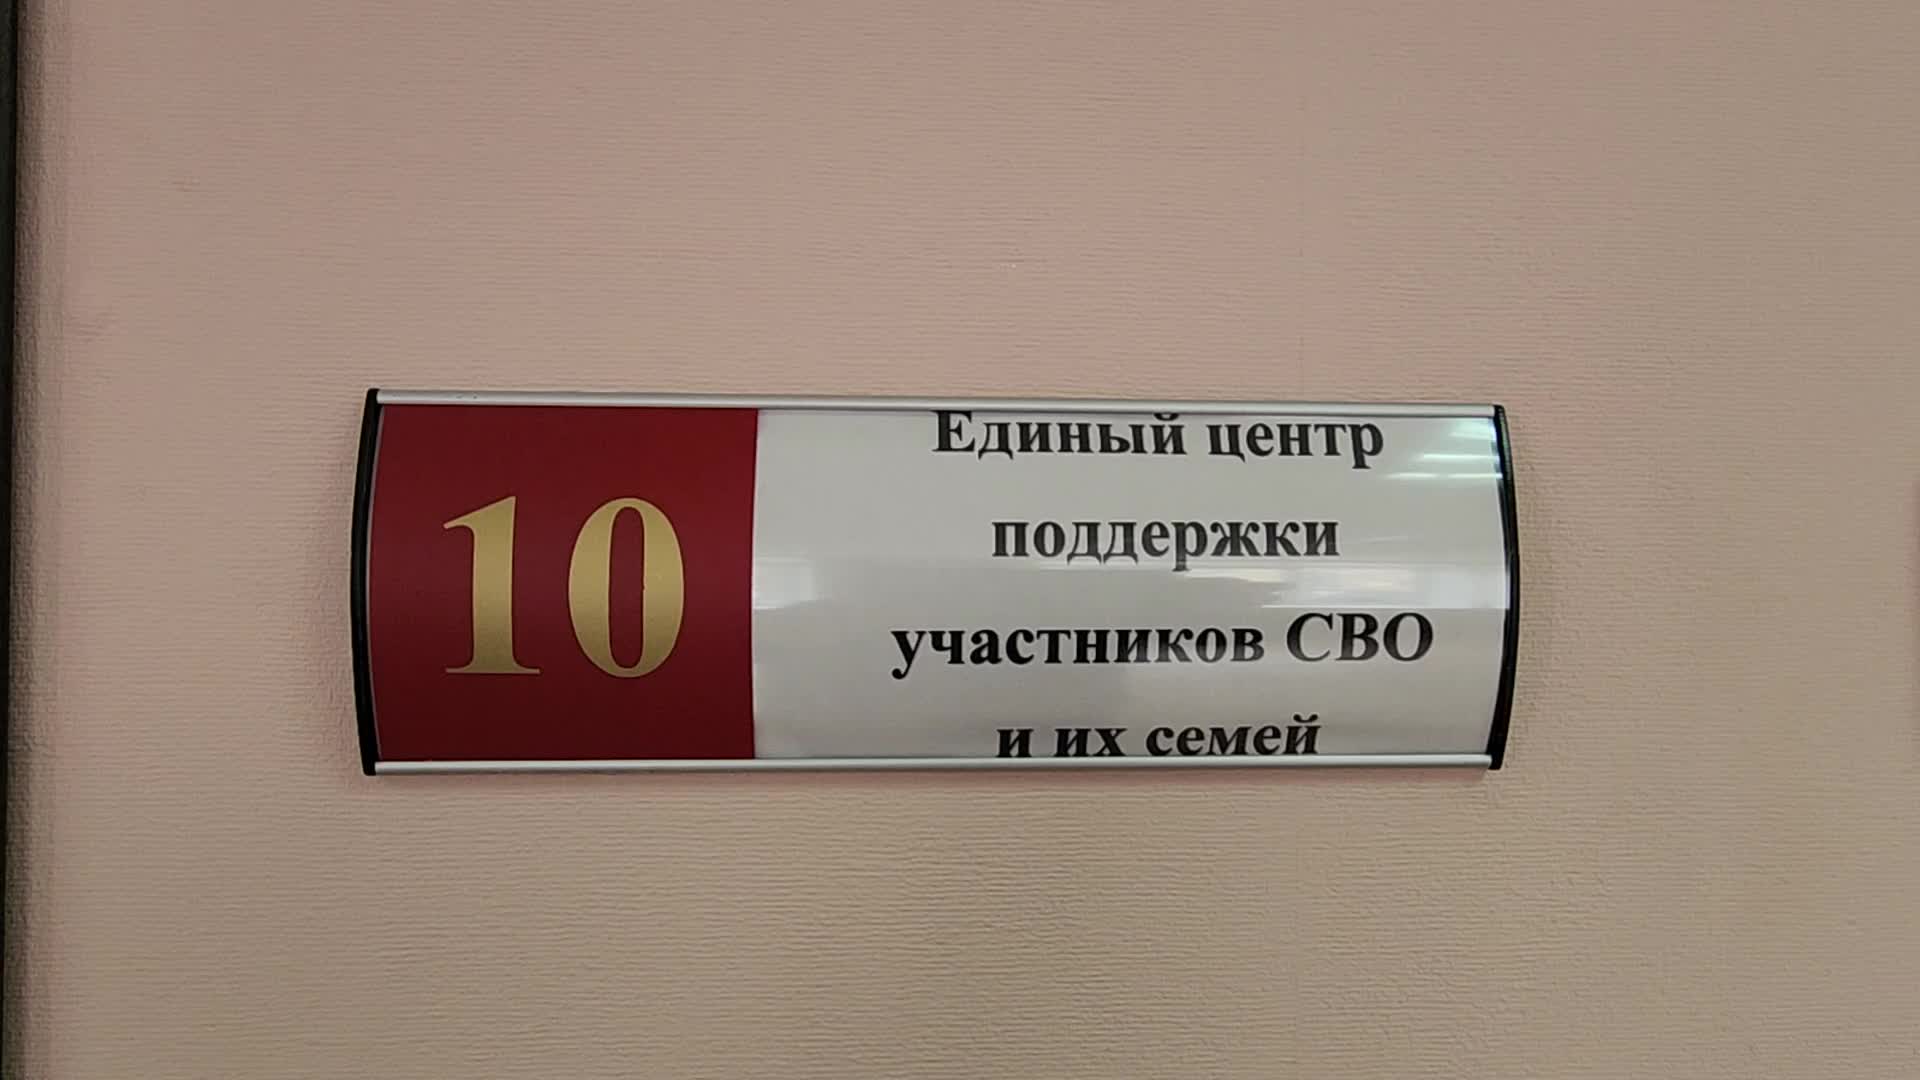 10
Единый центр
поддержки
участников СВО
и их семей